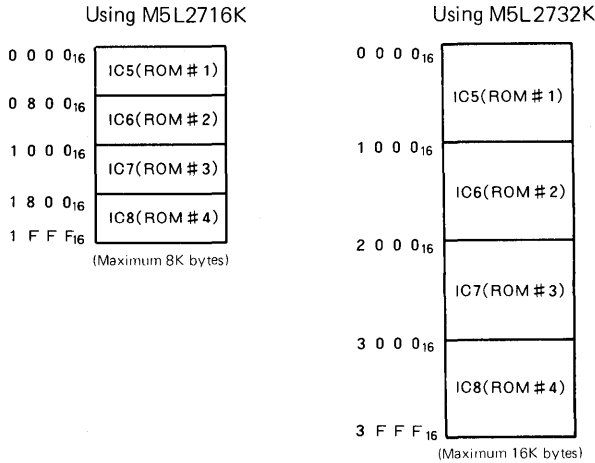 Using M5L2716K
0 0 0 0₁₆
IC5(ROM # 1)
0 8 0 0₁₆
IC6(ROM # 2)
1 0 0 0₁₆
IC7(ROM # 3)
1 8 0 0₁₆
IC8(ROM # 4)
1 F F F₁₆
(Maximum 8K bytes)
Using M5L2732K
0 0 0 0₁₆
IC5(ROM # 1)
1 0 0 0₁₆
IC6(ROM # 2)
2 0 0 0₁₆
IC7(ROM # 3)
3 0 0 0₁₆
IC8(ROM # 4)
3 F F F₁₆
(Maximum 16K bytes)